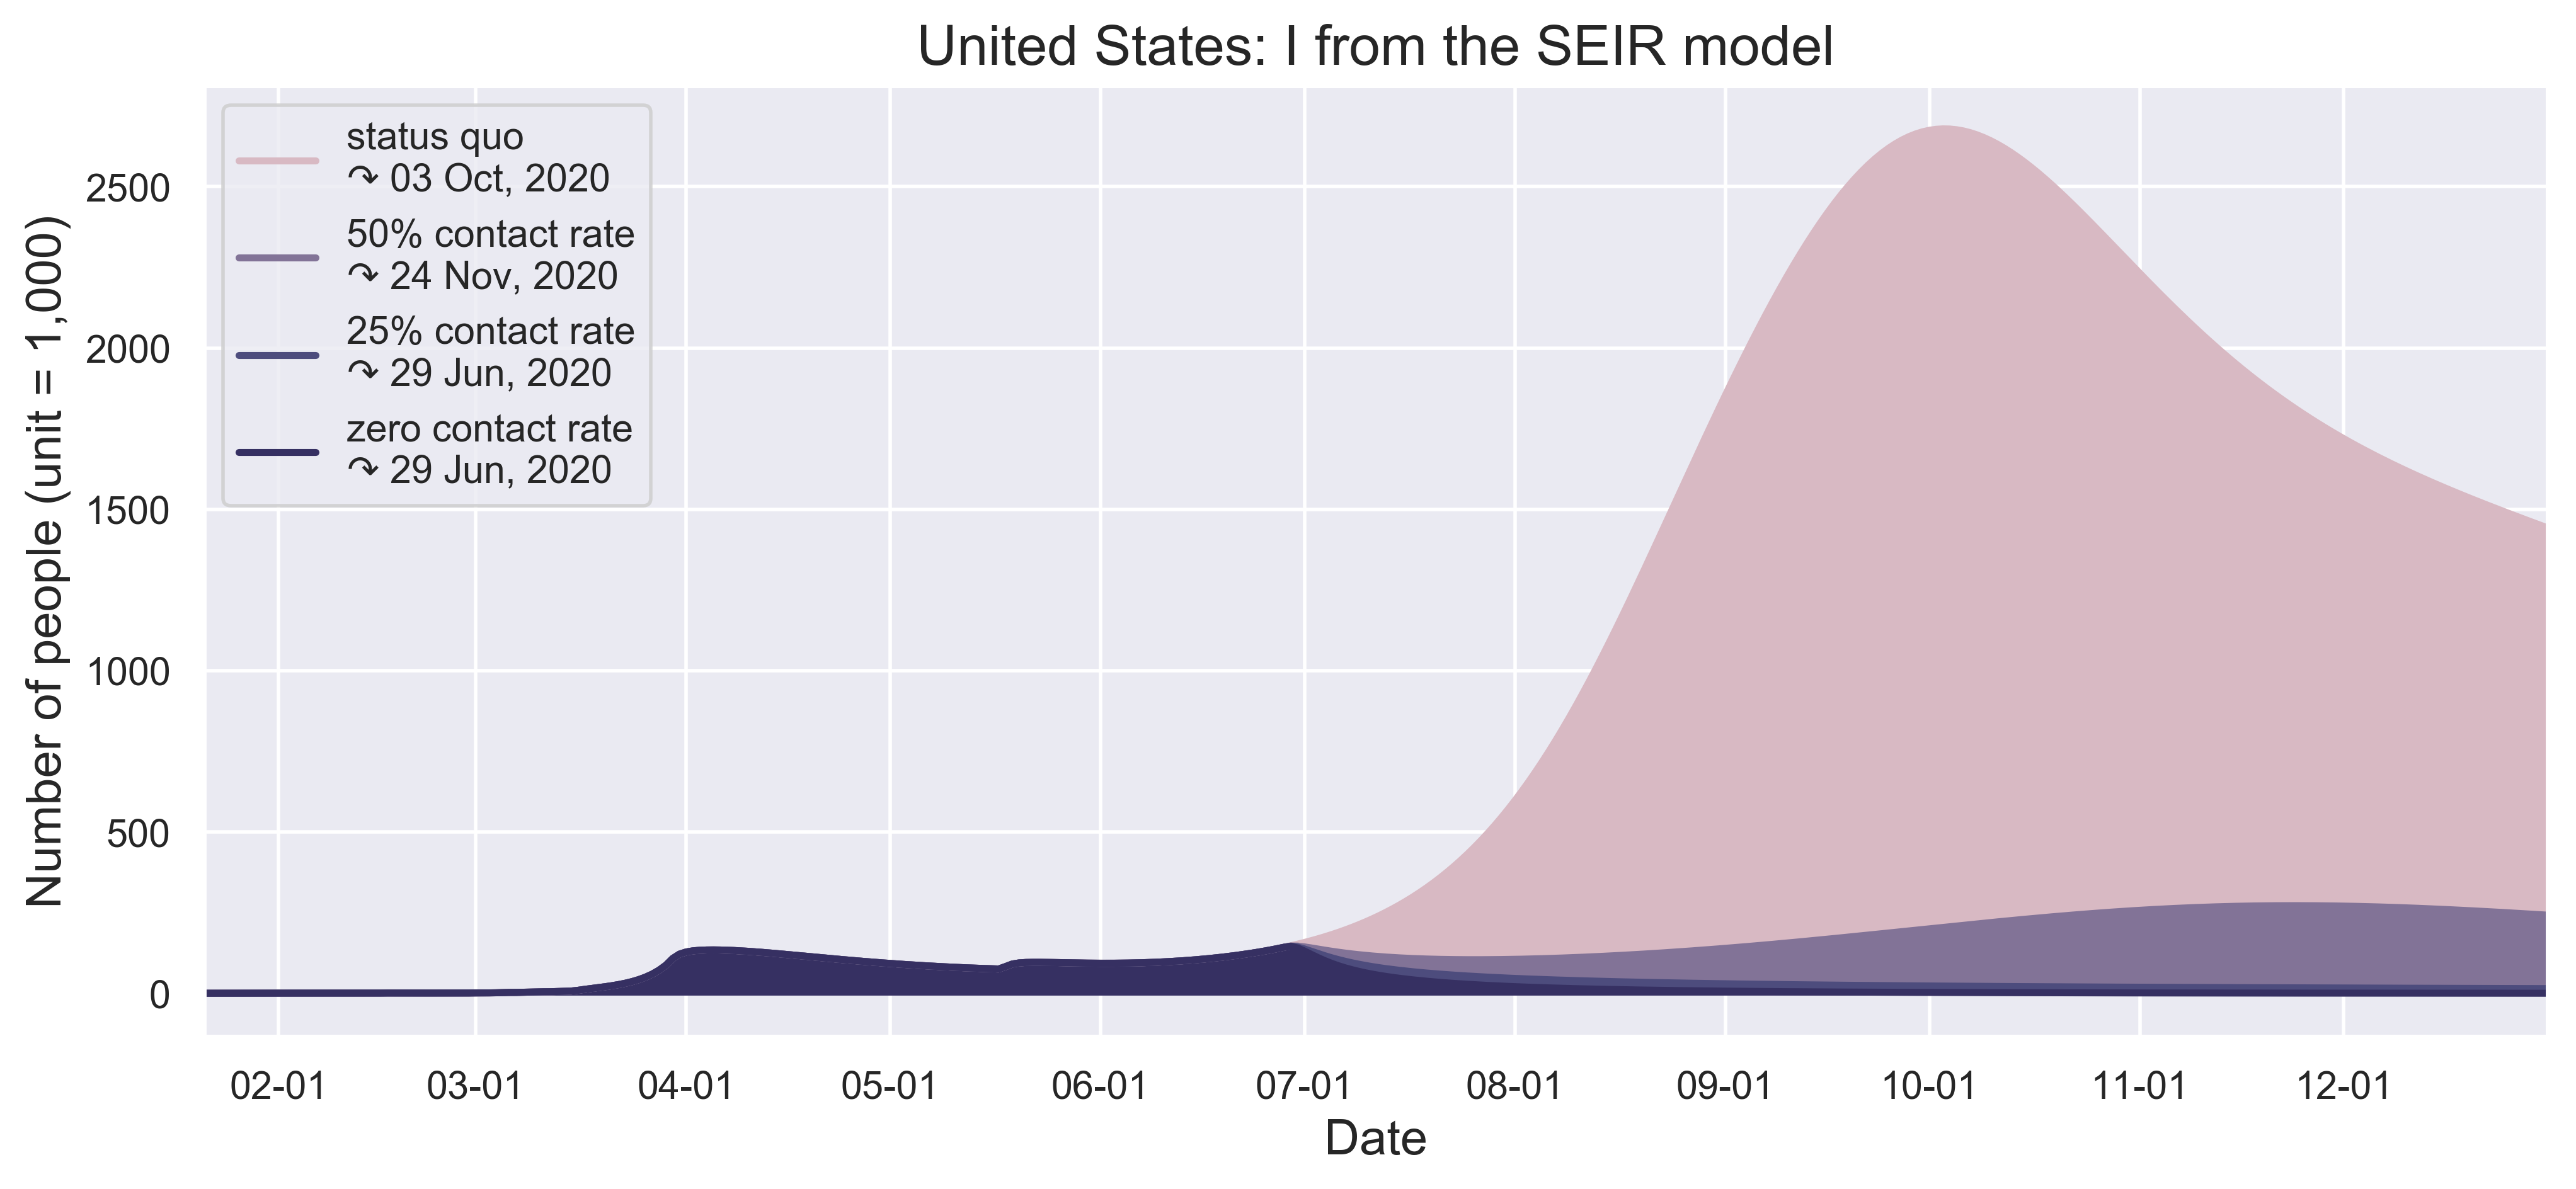 United States: I from the SEIR model
status quo
↷ 03 Oct, 2020
50% contact rate
↷ 24 Nov, 2020
25% contact rate
↷ 29 Jun, 2020
zero contact rate
↷ 29 Jun, 2020
Number of people (unit = 1,000)
2500
2000
1500
1000
500
0
02-01 03-01 04-01 05-01 06-01 07-01 08-01 09-01 10-01 11-01 12-01
Date